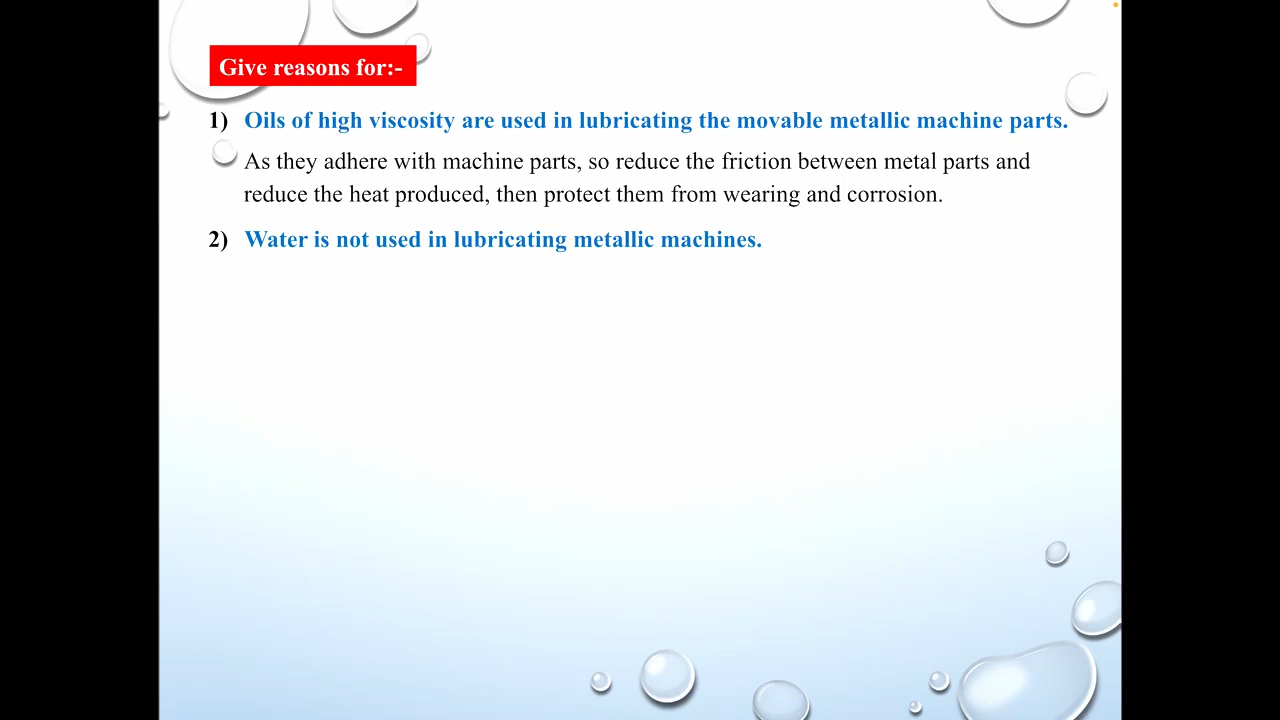 Give reasons for:-
1) Oils of high viscosity are used in lubricating the movable metallic machine parts.
As they adhere with machine parts, so reduce the friction between metal parts and
reduce the heat produced, then protect them from wearing and corrosion.
2) Water is not used in lubricating metallic machines.